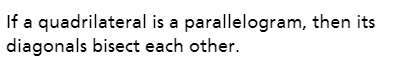 If a quadrilateral is a parallelogram, then its
diagonals bisect each other.